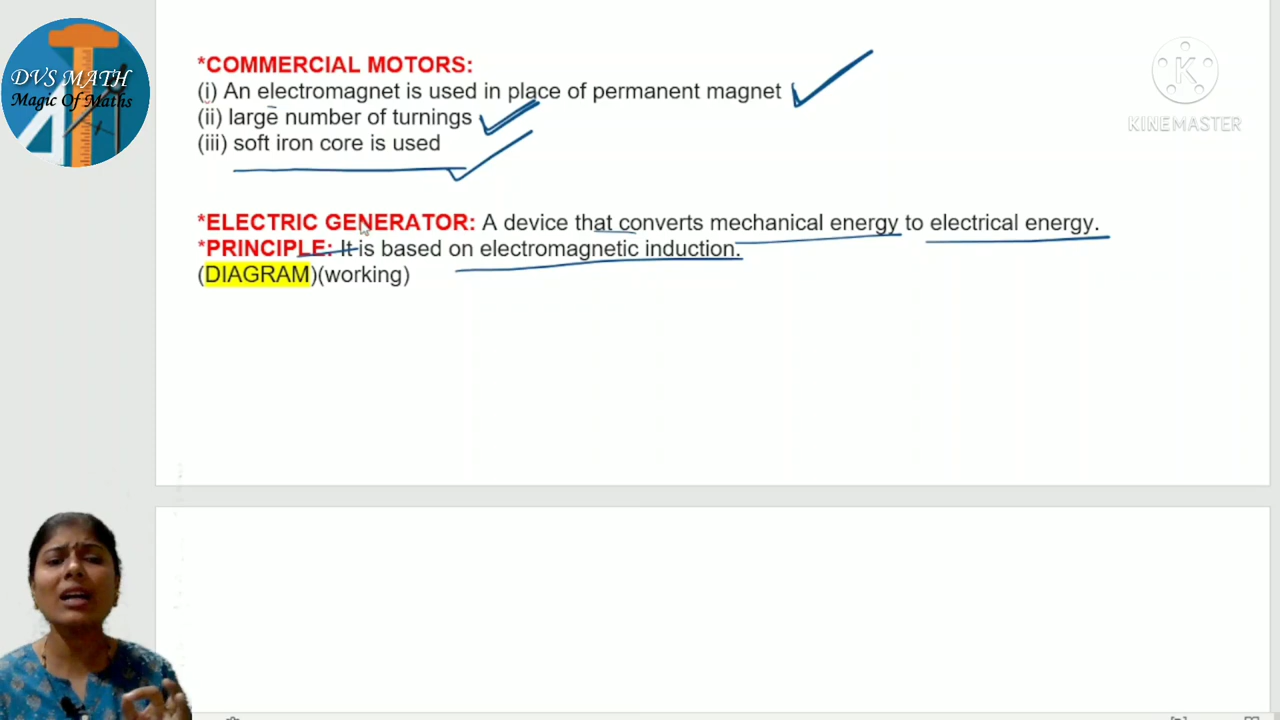 DVS MATH
Magic Of Maths
KINEMASTER
*COMMERCIAL MOTORS:
(i) An electromagnet is used in place of permanent magnet
(ii) large number of turnings
(iii) soft iron core is used
*ELECTRIC GENERATOR: A device that converts mechanical energy to electrical energy.
*PRINCIPLE: It is based on electromagnetic induction.
(DIAGRAM)(working)